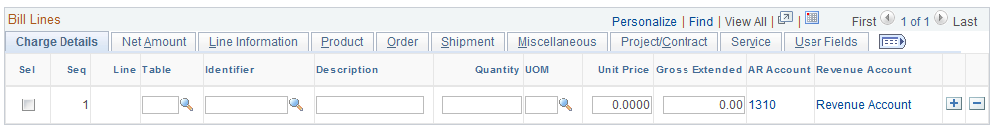 Bill Lines
Personalize | Find | View All | | First 1 of 1 Last
Charge Details Net Amount Line Information Product Order Shipment Miscellaneous Project/Contract Service User Fields
Sel Seq Line Table Identifier Description Quantity UOM Unit Price Gross Extended AR Account Revenue Account
1 0.0000 0.00 1310 Revenue Account